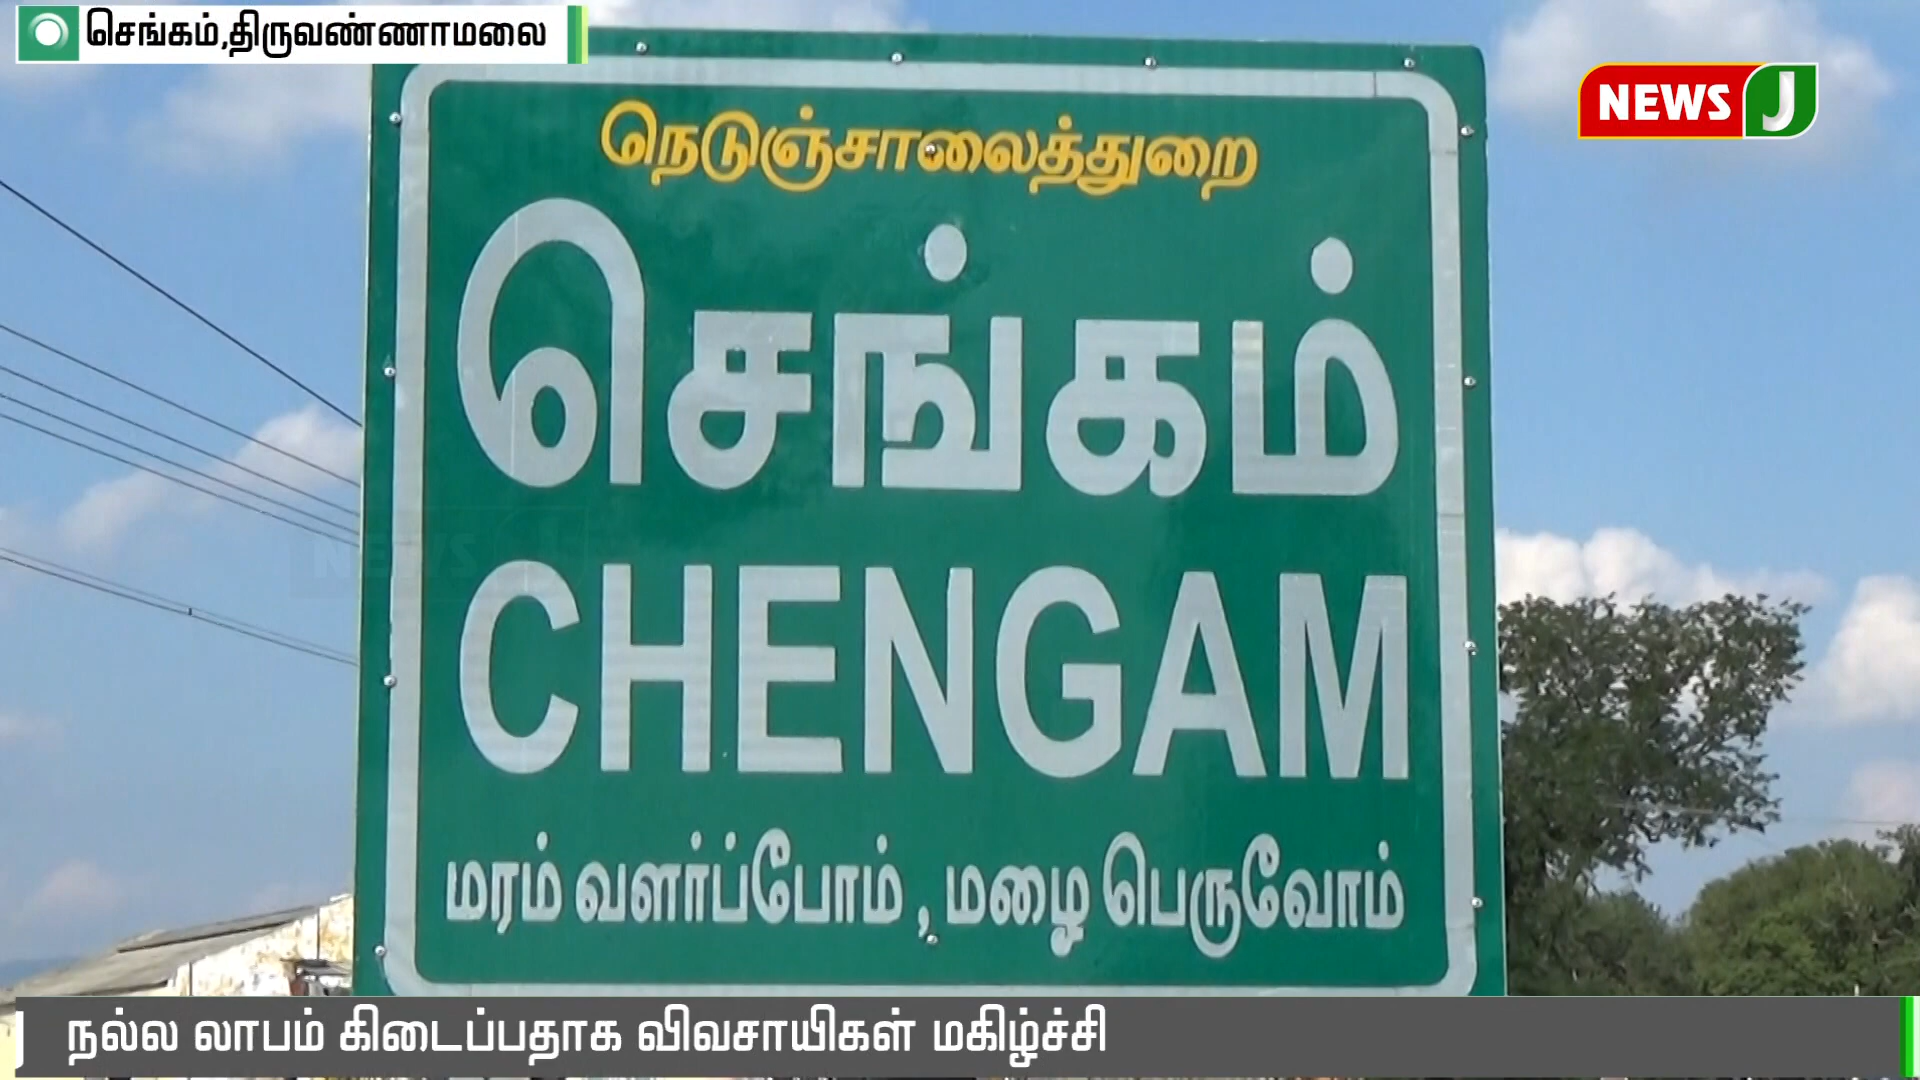 செங்கம்,திருவண்ணாமலை
NEWS J
நெடுஞ்சாலைத்துறை
செங்கம்
CHENGAM
மரம் வளர்ப்போம் , மழை பெருவோம்
நல்ல லாபம் கிடைப்பதாக விவசாயிகள் மகிழ்ச்சி